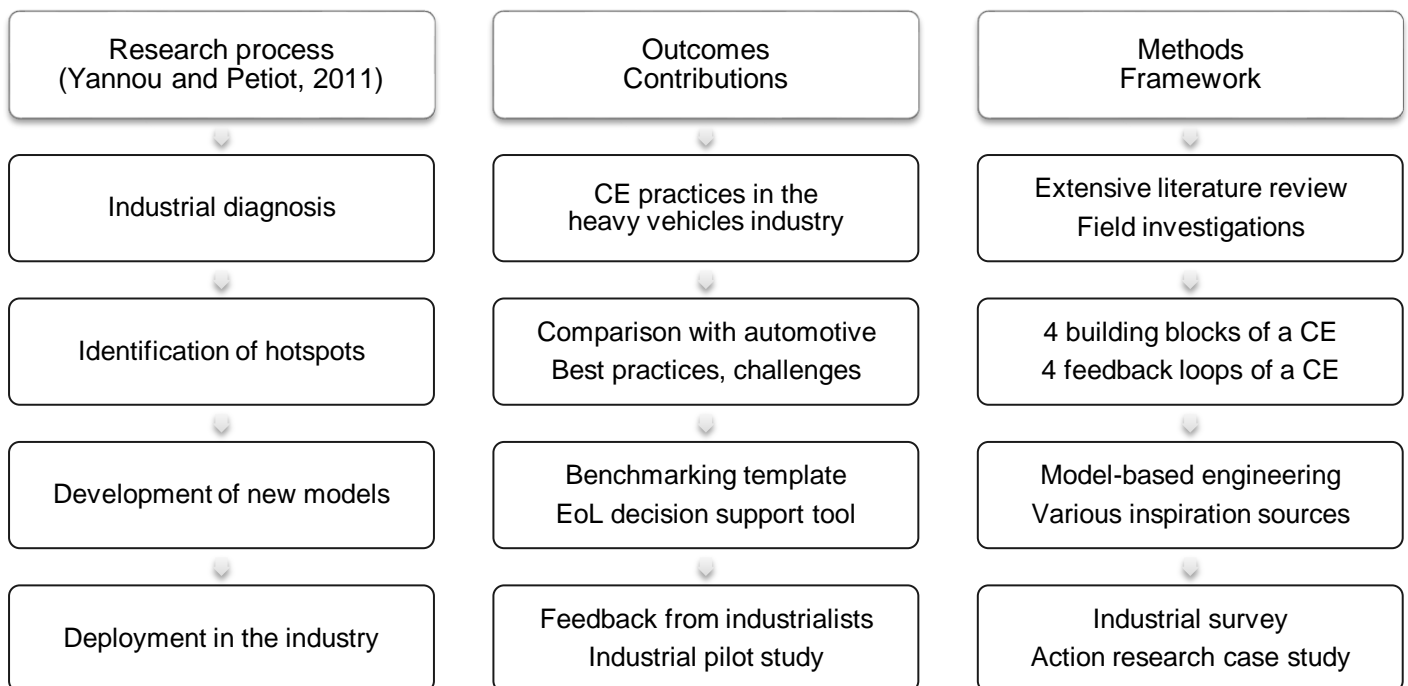 Research process
(Yannou and Petiot, 2011)
Outcomes
Contributions
Methods
Framework
Industrial diagnosis
CE practices in the
heavy vehicles industry
Extensive literature review
Field investigations
Identification of hotspots
Comparison with automotive
Best practices, challenges
4 building blocks of a CE
4 feedback loops of a CE
Development of new models
Benchmarking template
EoL decision support tool
Model-based engineering
Various inspiration sources
Deployment in the industry
Feedback from industrialists
Industrial pilot study
Industrial survey
Action research case study